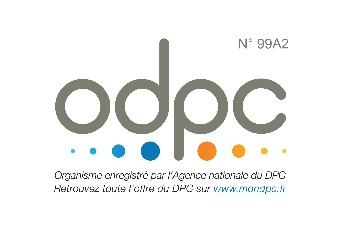 N° 99A2
odpc
Organisme enregistré par l'Agence nationale du DPC
Retrouvez toute l'offre du DPC sur www.mondpc.fr